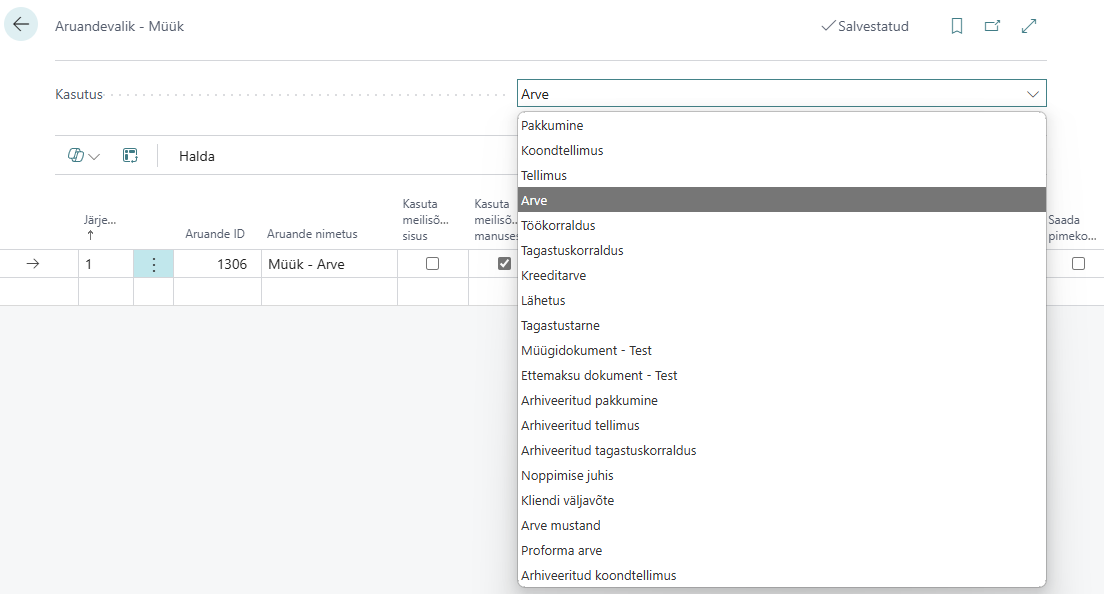 Aruandevalik - Müük
Salvestatud
Kasutus
Arve
Pakkumine
Koondtellimus
Tellimus
Arve
Töökorraldus
Tagastuskorraldus
Kreeditarve
Lähetus
Tagastustarne
Müügidokument - Test
Ettemaksu dokument - Test
Arhiveeritud pakkumine
Arhiveeritud tellimus
Arhiveeritud tagastuskorraldus
Noppimise juhis
Kliendi väljavõte
Arve mustand
Proforma arve
Arhiveeritud koondtellimus
Halda
Järje...
↑
Aruande ID
Aruande nimetus
Kasuta
meilisõ...
sisus
Kasuta
meilisõ...
manuses
Saada
pimeko...
1
1306
Müük - Arve